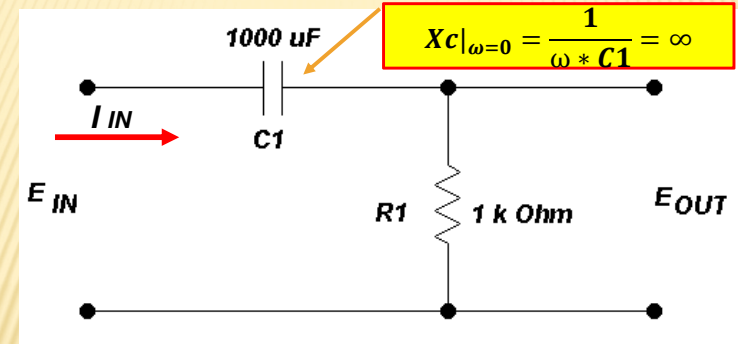 1000 uF
Xc|ω=0 = 1 / ω * C1 = ∞
I IN
C1
E IN
R1
1 k Ohm
E OUT